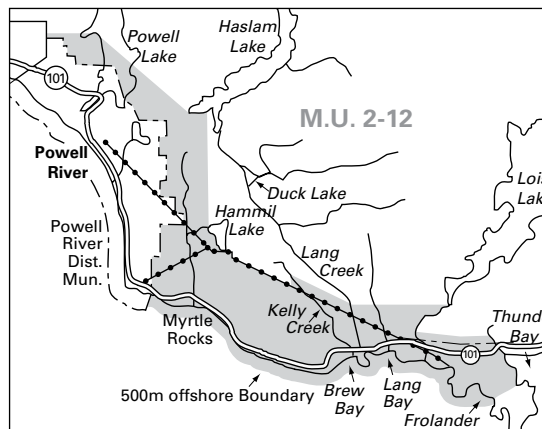 Powell
Lake
Haslam
Lake
101
M.U. 2-12
Powell
River
Duck Lake
Hammil
Lake
Powell
River
Dist.
Mun.
Lang
Creek
Kelly
Creek
Myrtle
Rocks
Thund
Bay
101
500m offshore Boundary
Brew
Bay
Lang
Bay
Frolander
Lois
Lak